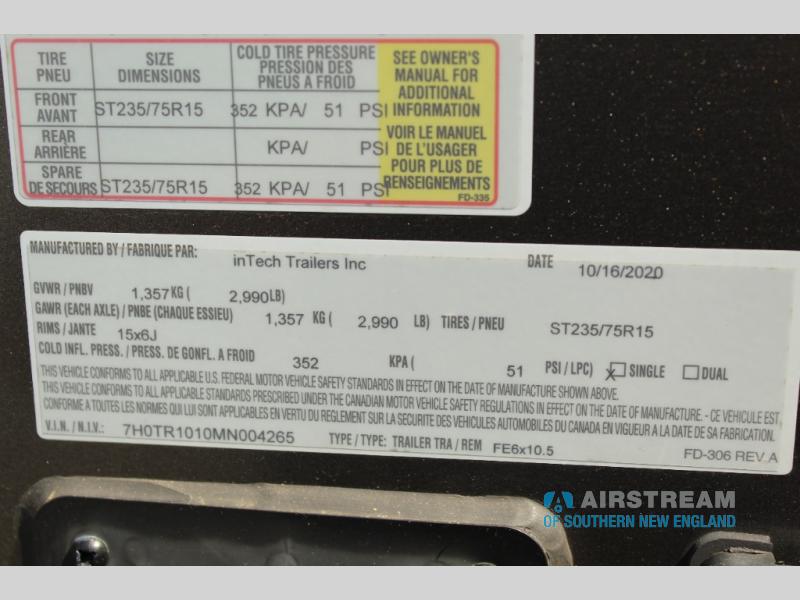 TIRE SIZE COLD TIRE PRESSURE
PNEU DIMENSIONS PRESSION DES
PNEUS A FROID
FRONT
AVANT ST235/75R15 352 KPA/ 51 PSI
REAR
ARRIÈRE KPA/ PSI
SPARE
DE SECOURS ST235/75R15 352 KPA/ 51 PSI
SEE OWNER'S
MANUAL FOR
ADDITIONAL
INFORMATION
VOIR LE MANUEL
DE L'USAGER
POUR PLUS DE
RENSEIGNEMENTS
FD-335
MANUFACTURED BY / FABRIQUE PAR: inTech Trailers Inc DATE 10/16/2020
GVWR / PNBV 1,357 KG ( 2,990 LB)
GAWR (EACH AXLE) / PNBE (CHAQUE ESSIEU) 1,357 KG ( 2,990 LB) TIRES / PNEU ST235/75R15
RIMS / JANTE 15x6J
COLD INFL. PRESS. / PRESS. DE GONFL. A FROID 352 KPA ( 51 PSI / LPC) X SINGLE DUAL
THIS VEHICLE CONFORMS TO ALL APPLICABLE U.S. FEDERAL MOTOR VEHICLE SAFETY STANDARDS IN EFFECT ON THE DATE OF MANUFACTURE SHOWN ABOVE.
THIS VEHICLE CONFORMS TO ALL APPLICABLE STANDARDS PRESCRIBED UNDER THE CANADIAN MOTOR VEHICLE SAFETY REGULATIONS IN EFFECT ON THE DATE OF MANUFACTURE. - CE VEHICULE EST
CONFORME A TOUTES LES NORMES QUI LUI SONT APPLICABLES EN VERTU DU REGLEMENT SUR LA SECURITE DES VEHICULES AUTOMOBILES DU CANADA EN VIGUEUR A LA DATE DE SA FABRICATION.
V.I.N. / N.I.V.: 7H0TR1010MN004265 TYPE / TYPE: TRAILER TRA / REM FE6x10.5 FD-306 REV A
AIRSTREAM
OF SOUTHERN NEW ENGLAND